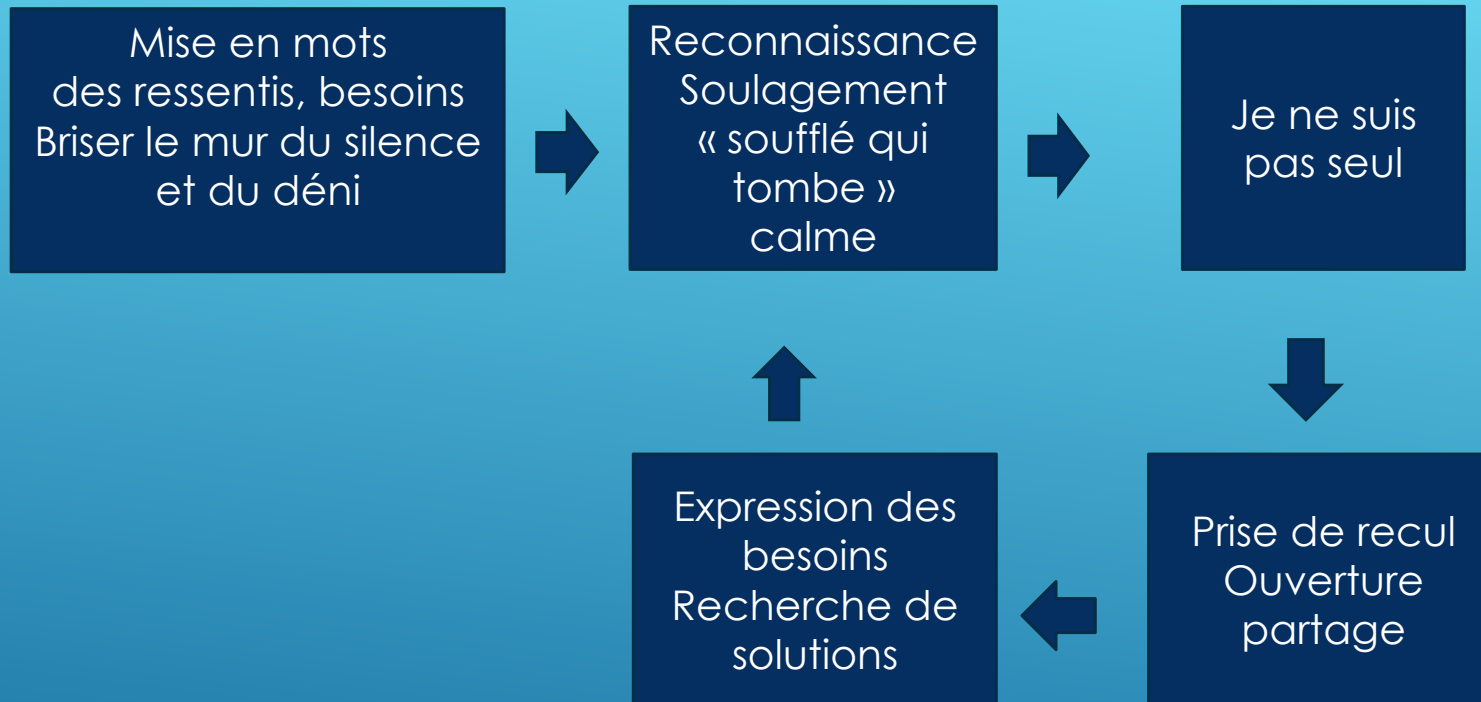 Mise en mots
des ressentis, besoins
Briser le mur du silence
et du déni
Reconnaissance
Soulagement
« soufflé qui
tombe »
calme
Je ne suis
pas seul
Prise de recul
Ouverture
partage
Expression des
besoins
Recherche de
solutions